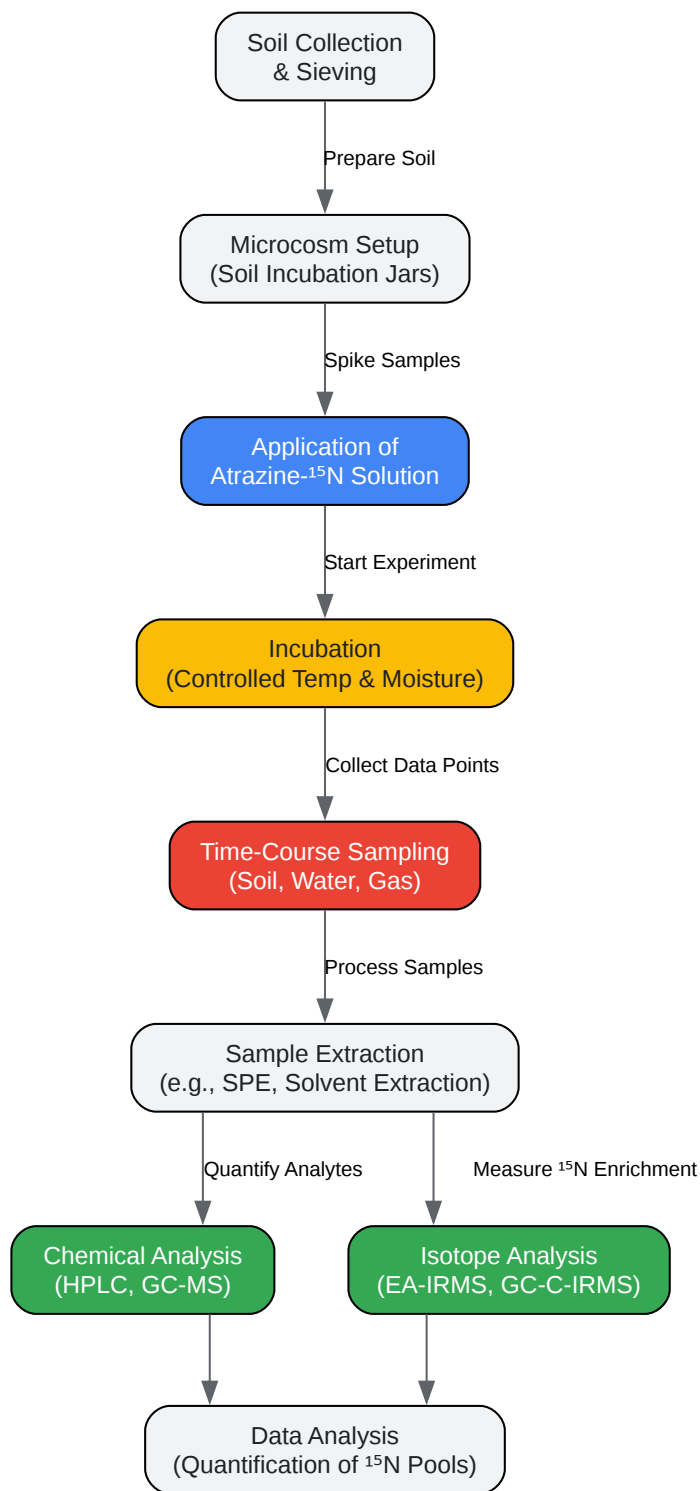 Soil Collection
& Sieving
Prepare Soil
Microcosm Setup
(Soil Incubation Jars)
Spike Samples
Application of
Atrazine-¹⁵N Solution
Start Experiment
Incubation
(Controlled Temp & Moisture)
Collect Data Points
Time-Course Sampling
(Soil, Water, Gas)
Process Samples
Sample Extraction
(e.g., SPE, Solvent Extraction)
Quantify Analytes
Measure ¹⁵N Enrichment
Chemical Analysis
(HPLC, GC-MS)
Isotope Analysis
(EA-IRMS, GC-C-IRMS)
Data Analysis
(Quantification of ¹⁵N Pools)